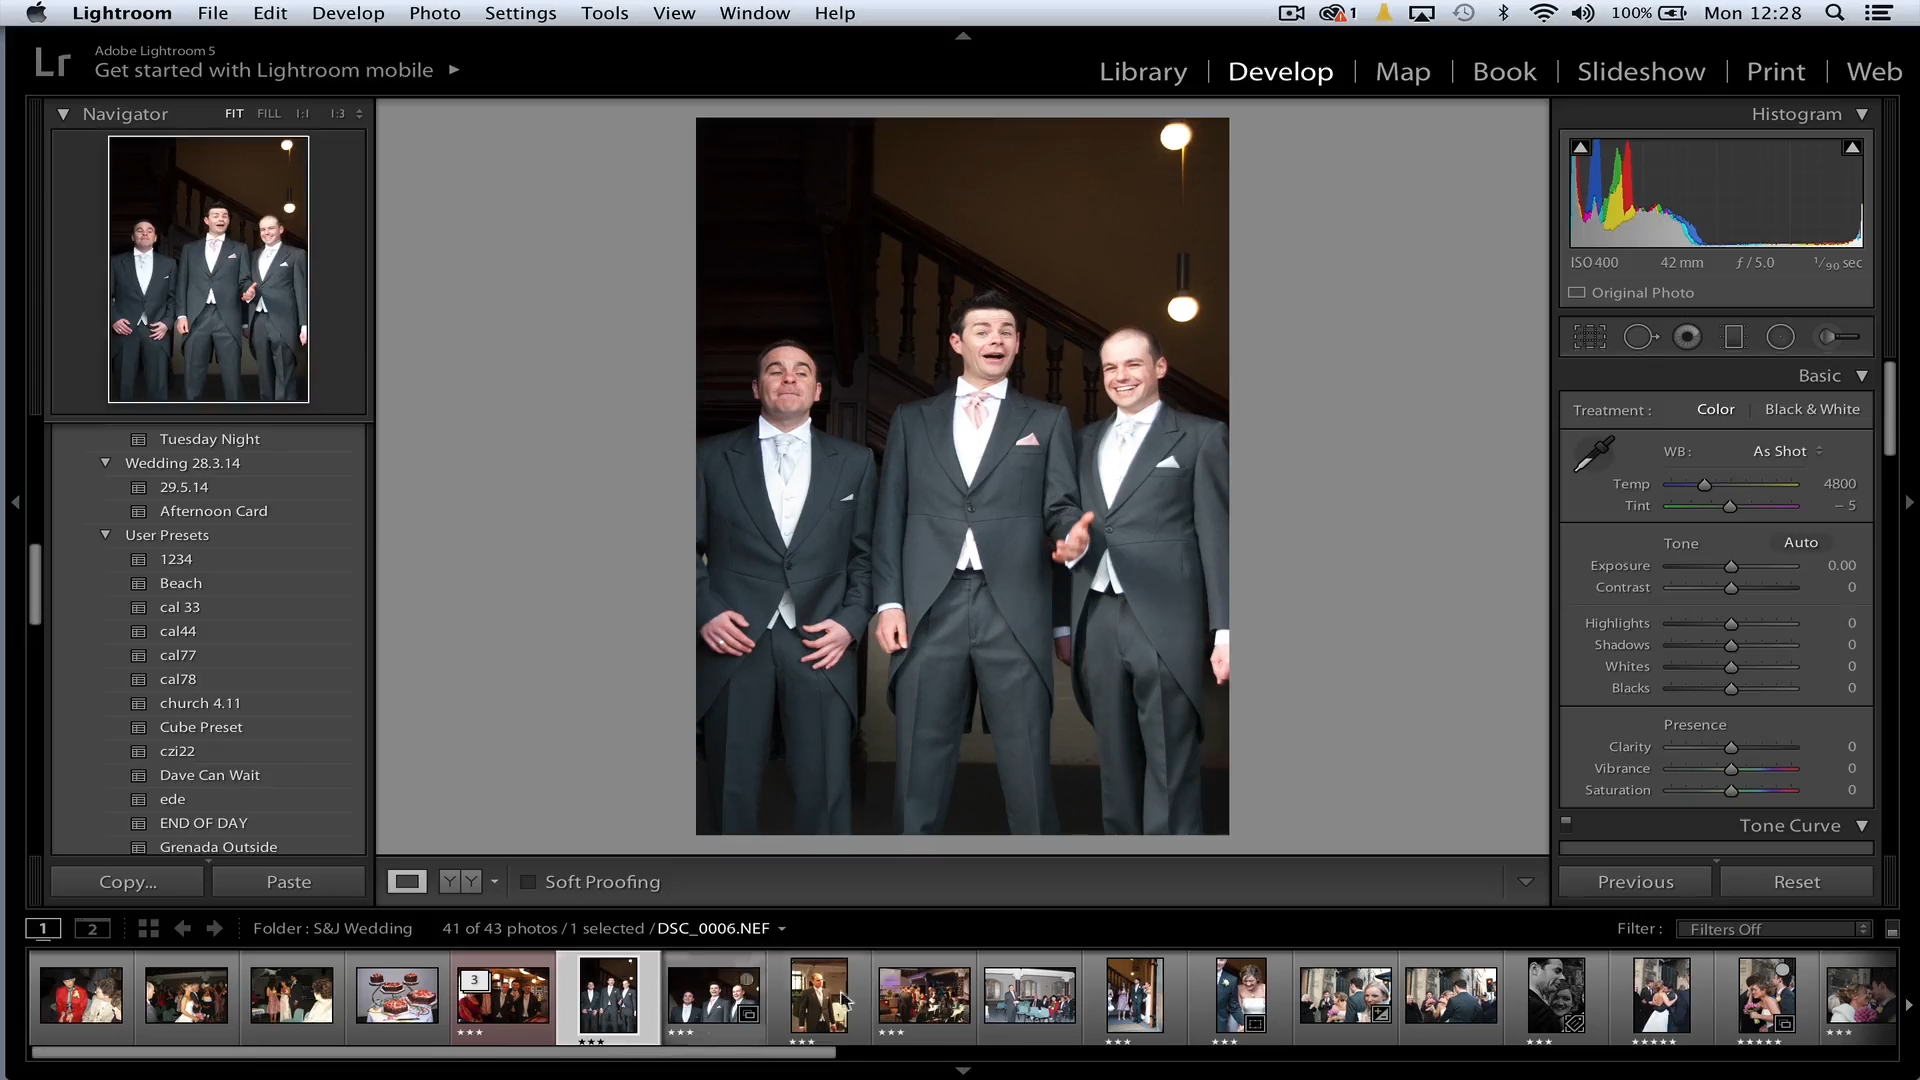 Lightroom File Edit Develop Photo Settings Tools View Window Help 1 100% Mon 12:28
Lr Adobe Lightroom 5
Get started with Lightroom mobile
Library | Develop | Map | Book | Slideshow | Print | Web
Navigator FIT FILL 1:1 1:3
Tuesday Night
Wedding 28.3.14
29.5.14
Afternoon Card
User Presets
1234
Beach
cal 33
cal44
cal77
cal78
church 4.11
Cube Preset
czi22
Dave Can Wait
ede
END OF DAY
Grenada Outside
Copy... Paste
Soft Proofing
Histogram
ISO 400 42 mm ƒ / 5.0 1/90 sec
Original Photo
Basic
Treatment : Color | Black & White
WB : As Shot
Temp 4800
Tint – 5
Tone Auto
Exposure 0.00
Contrast 0
Highlights 0
Shadows 0
Whites 0
Blacks 0
Presence
Clarity 0
Vibrance 0
Saturation 0
Tone Curve
Previous Reset
1 2 Folder : S&J Wedding 41 of 43 photos / 1 selected / DSC_0006.NEF Filter : Filters Off
3